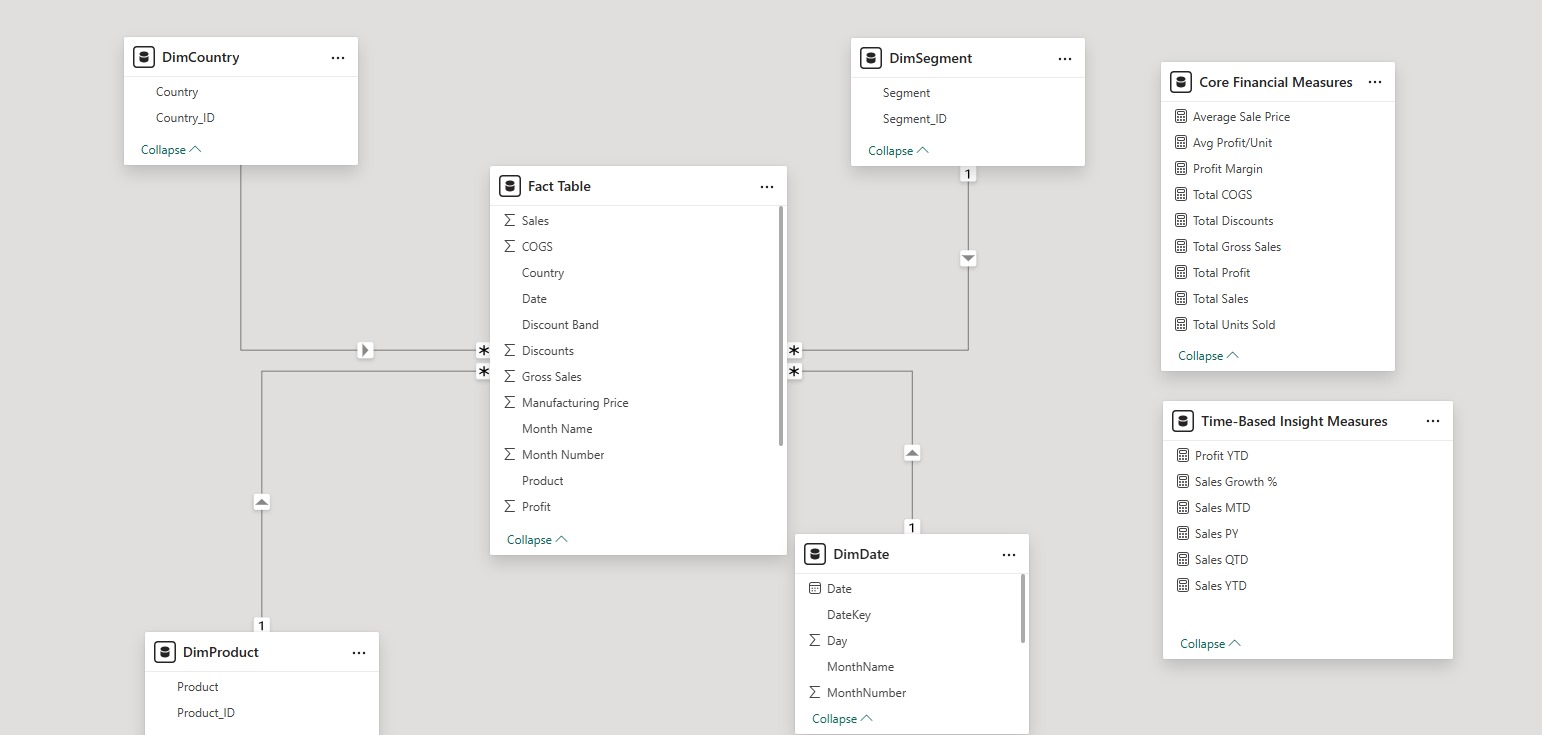 DimCountry
Country
Country_ID
Collapse
DimSegment
Segment
Segment_ID
Collapse
1
Core Financial Measures
Average Sale Price
Avg Profit/Unit
Profit Margin
Total COGS
Total Discounts
Total Gross Sales
Total Profit
Total Sales
Total Units Sold
Collapse
Fact Table
Sales
COGS
Country
Date
Discount Band
Discounts
Gross Sales
Manufacturing Price
Month Name
Month Number
Product
Profit
Collapse
*
*
*
*
Time-Based Insight Measures
Profit YTD
Sales Growth %
Sales MTD
Sales PY
Sales QTD
Sales YTD
Collapse
1
DimDate
Date
DateKey
Day
MonthName
MonthNumber
Collapse
1
DimProduct
Product
Product_ID